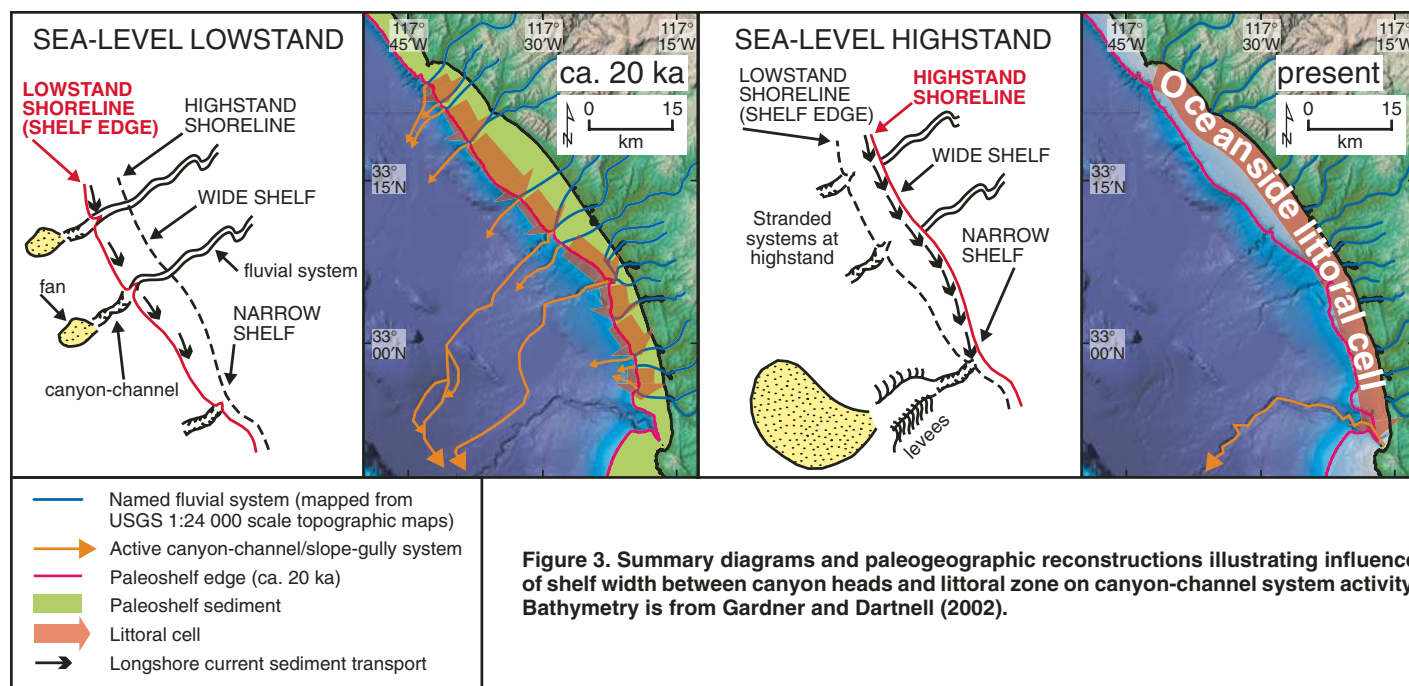 SEA-LEVEL LOWSTAND
LOWSTAND
SHORELINE
(SHELF EDGE)
HIGHSTAND
SHORELINE
WIDE SHELF
fluvial system
fan
NARROW
SHELF
canyon-channel
117°
45′W
30′W
117°
15′W
ca. 20 ka
N
0 15
km
33°
15′N
33°
00′N
SEA-LEVEL HIGHSTAND
LOWSTAND
SHORELINE
(SHELF EDGE)
HIGHSTAND
SHORELINE
WIDE SHELF
Stranded
systems at
highstand
NARROW
SHELF
levees
117°
45′W
30′W
117°
15′W
present
N
0 15
km
Oceanside littoral cell
33°
15′N
33°
00′N
Named fluvial system (mapped from
USGS 1:24 000 scale topographic maps)
Active canyon-channel/slope-gully system
Paleoshelf edge (ca. 20 ka)
Paleoshelf sediment
Littoral cell
Longshore current sediment transport
Figure 3. Summary diagrams and paleogeographic reconstructions illustrating influence
of shelf width between canyon heads and littoral zone on canyon-channel system activity
Bathymetry is from Gardner and Dartnell (2002).